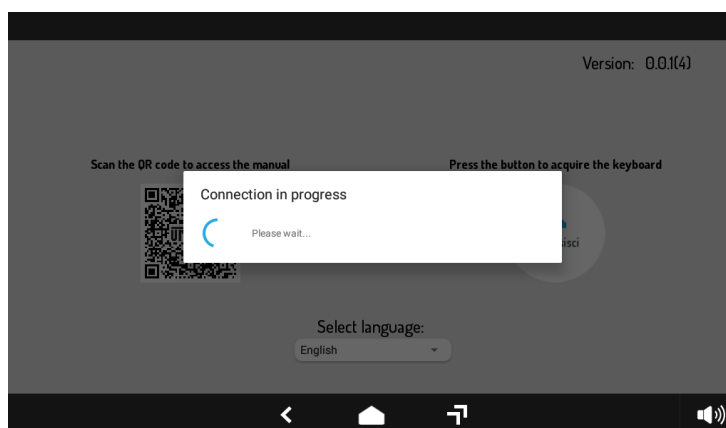 Version: 0.0.1(4)
Scan the QR code to access the manual
Press the button to acquire the keyboard
Connection in progress
Please wait...
Select language:
English